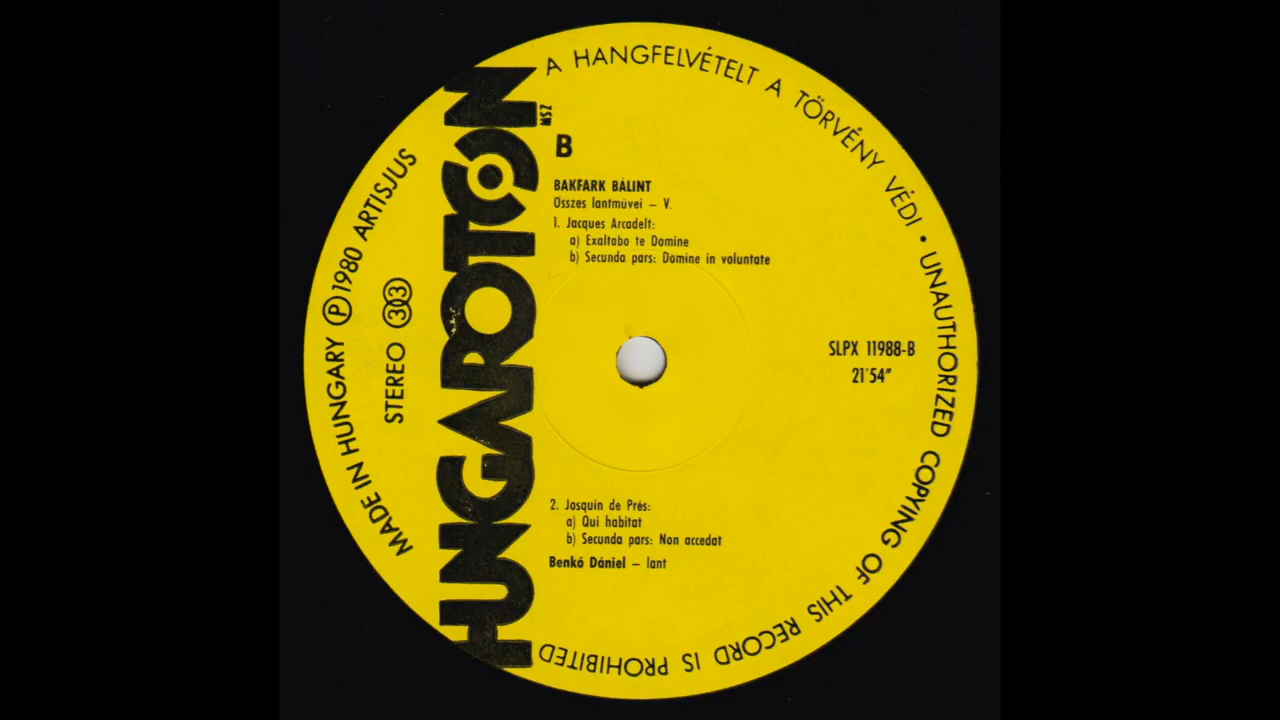 A HANGFELVÉTELT A TÖRVÉNY VÉDI • UNAUTHORIZED COPYING OF THIS RECORD IS PROHIBITED
MADE IN HUNGARY Ⓟ 1980 ARTISJUS
STEREO 33
HUNGAROTON
MSZ
B
BAKFARK BÁLINT
Összes lantművei – V.
1. Jacques Arcadelt:
a) Exaltabo te Domine
b) Secunda pars: Domine in voluntate
SLPX 11988-B
21'54"
2. Josquin de Prés:
a) Qui habitat
b) Secunda pars: Non accedat
Benkő Dániel – lant